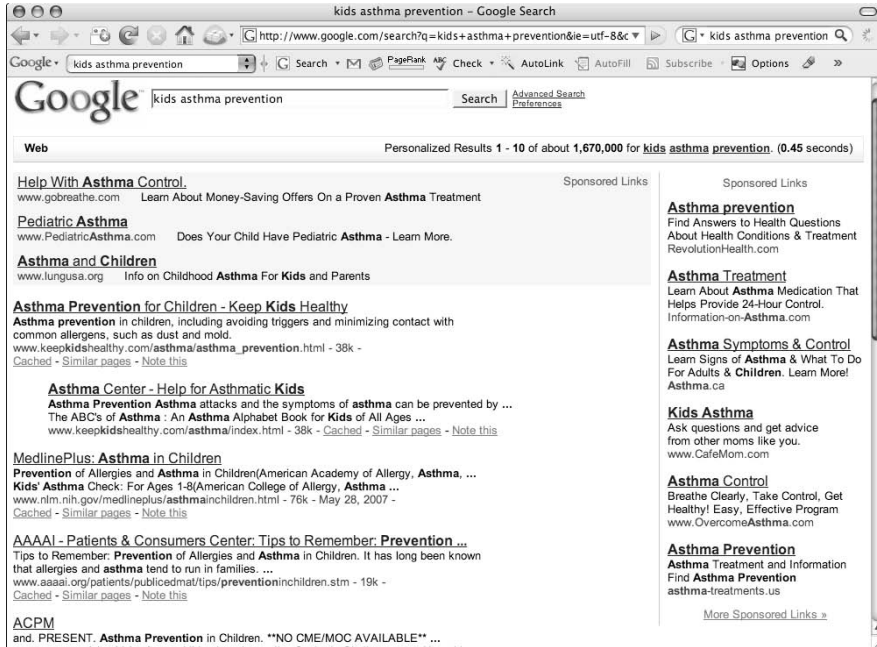 kids asthma prevention - Google Search
http://www.google.com/search?q=kids+asthma+prevention&ie=utf-8&c
kids asthma prevention
Google kids asthma prevention Search PageRank ABC Check AutoLink AutoFill Subscribe Options »
Google kids asthma prevention Search Advanced Search
Preferences
Web Personalized Results 1 - 10 of about 1,670,000 for kids asthma prevention. (0.45 seconds)
Sponsored Links
Help With Asthma Control.
www.gobreathe.com Learn About Money-Saving Offers On a Proven Asthma Treatment
Pediatric Asthma
www.PediatricAsthma.com Does Your Child Have Pediatric Asthma - Learn More.
Asthma and Children
www.lungusa.org Info on Childhood Asthma For Kids and Parents
Asthma Prevention for Children - Keep Kids Healthy
Asthma prevention in children, including avoiding triggers and minimizing contact with
common allergens, such as dust and mold.
www.keepkidshealthy.com/asthma/asthma_prevention.html - 38k -
Cached - Similar pages - Note this
Asthma Center - Help for Asthmatic Kids
Asthma Prevention Asthma attacks and the symptoms of asthma can be prevented by ...
The ABC's of Asthma : An Asthma Alphabet Book for Kids of All Ages ...
www.keepkidshealthy.com/asthma/index.html - 38k - Cached - Similar pages - Note this
MedlinePlus: Asthma in Children
Prevention of Allergies and Asthma in Children(American Academy of Allergy, Asthma, ...
Kids' Asthma Check: For Ages 1-8(American College of Allergy, Asthma ...
www.nlm.nih.gov/medlineplus/asthmainchildren.html - 76k - May 28, 2007 -
Cached - Similar pages - Note this
AAAAI - Patients & Consumers Center: Tips to Remember: Prevention ...
Tips to Remember: Prevention of Allergies and Asthma in Children. It has long been known
that allergies and asthma tend to run in families. ...
www.aaaai.org/patients/publicedmat/tips/preventioninchildren.stm - 19k -
Cached - Similar pages - Note this
ACPM
and. PRESENT. Asthma Prevention in Children. **NO CME/MOC AVAILABLE** ...
Sponsored Links
Asthma prevention
Find Answers to Health Questions
About Health Conditions & Treatment
RevolutionHealth.com
Asthma Treatment
Learn About Asthma Medication That
Helps Provide 24-Hour Control.
Information-on-Asthma.com
Asthma Symptoms & Control
Learn Signs of Asthma & What To Do
For Adults & Children. Learn More!
Asthma.ca
Kids Asthma
Ask questions and get advice
from other moms like you.
www.CafeMom.com
Asthma Control
Breathe Clearly, Take Control, Get
Healthy! Easy, Effective Program
www.OvercomeAsthma.com
Asthma Prevention
Asthma Treatment and Information
Find Asthma Prevention
asthma-treatments.us
More Sponsored Links »